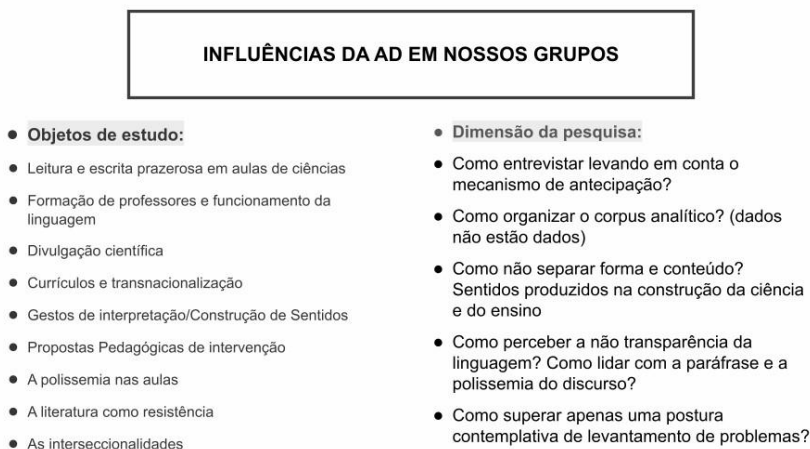 INFLUÊNCIAS DA AD EM NOSSOS GRUPOS
● Objetos de estudo:
● Leitura e escrita prazerosa em aulas de ciências
● Formação de professores e funcionamento da
linguagem
● Divulgação científica
● Currículos e transnacionalização
● Gestos de interpretação/Construção de Sentidos
● Propostas Pedagógicas de intervenção
● A polissemia nas aulas
● A literatura como resistência
● As interseccionalidades
● Dimensão da pesquisa:
● Como entrevistar levando em conta o
mecanismo de antecipação?
● Como organizar o corpus analítico? (dados
não estão dados)
● Como não separar forma e conteúdo?
Sentidos produzidos na construção da ciência
e do ensino
● Como perceber a não transparência da
linguagem? Como lidar com a paráfrase e a
polissemia do discurso?
● Como superar apenas uma postura
contemplativa de levantamento de problemas?